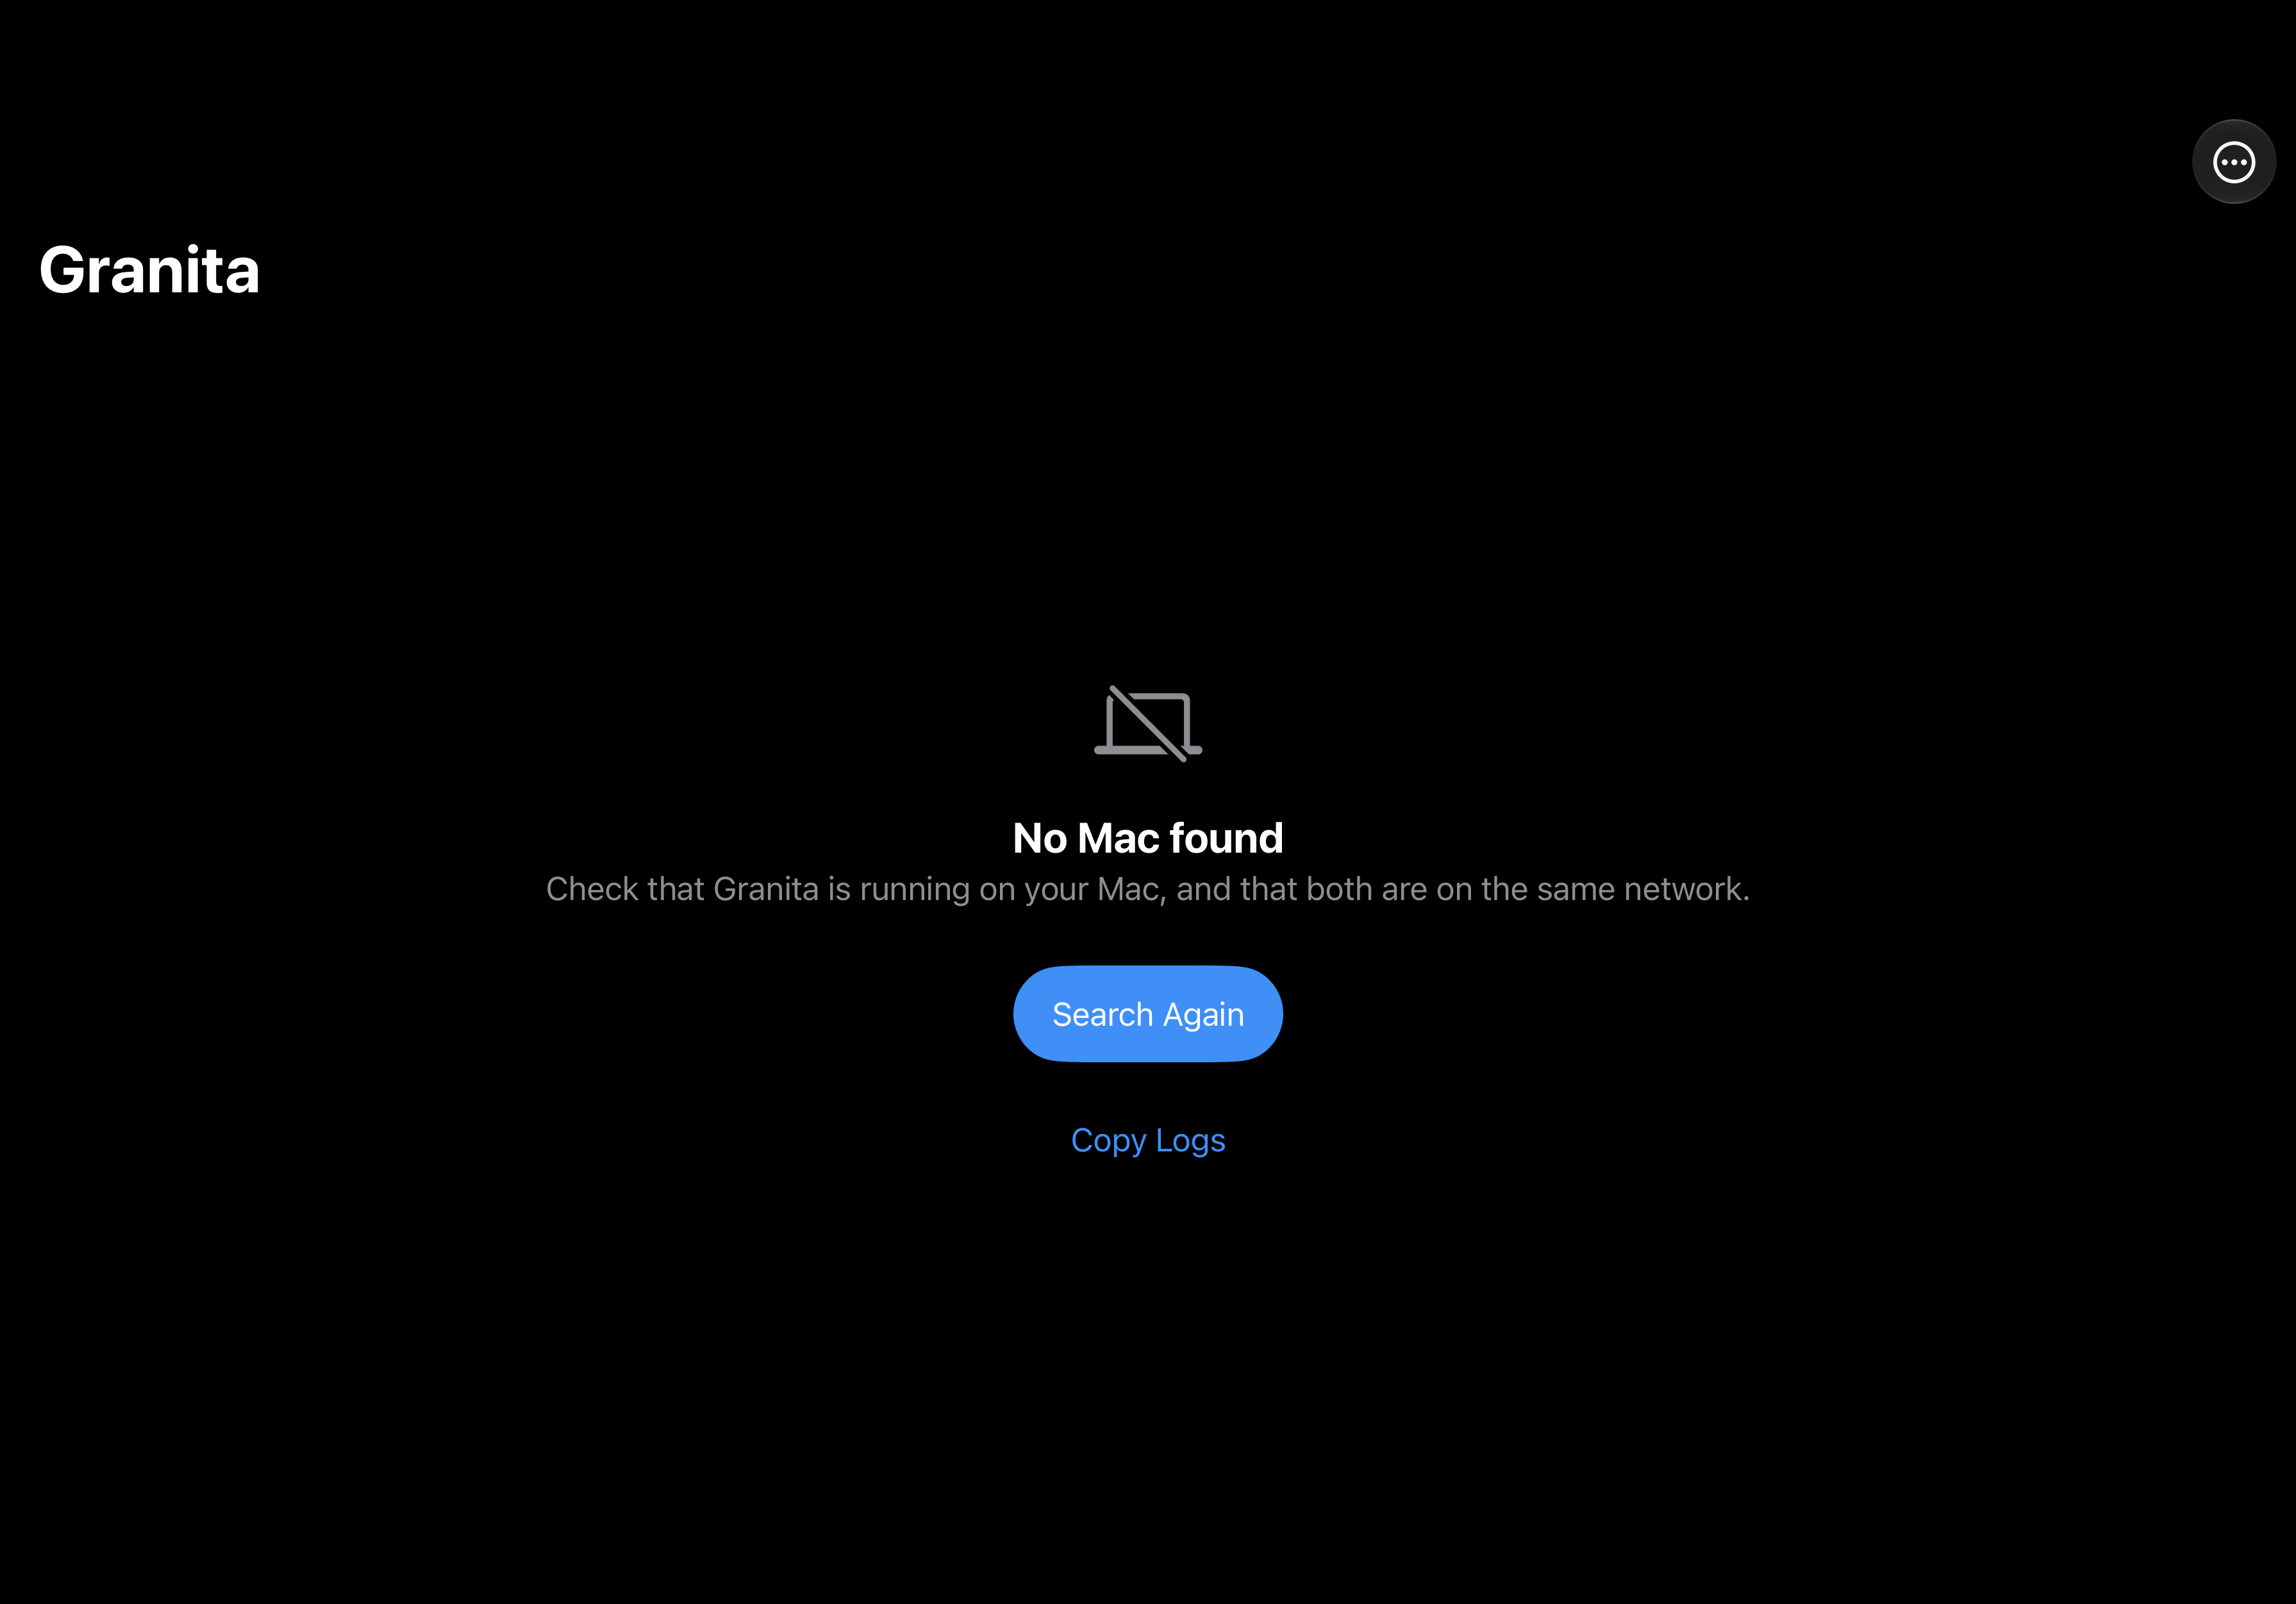 Granita
No Mac found
Check that Granita is running on your Mac, and that both are on the same network.
Search Again
Copy Logs